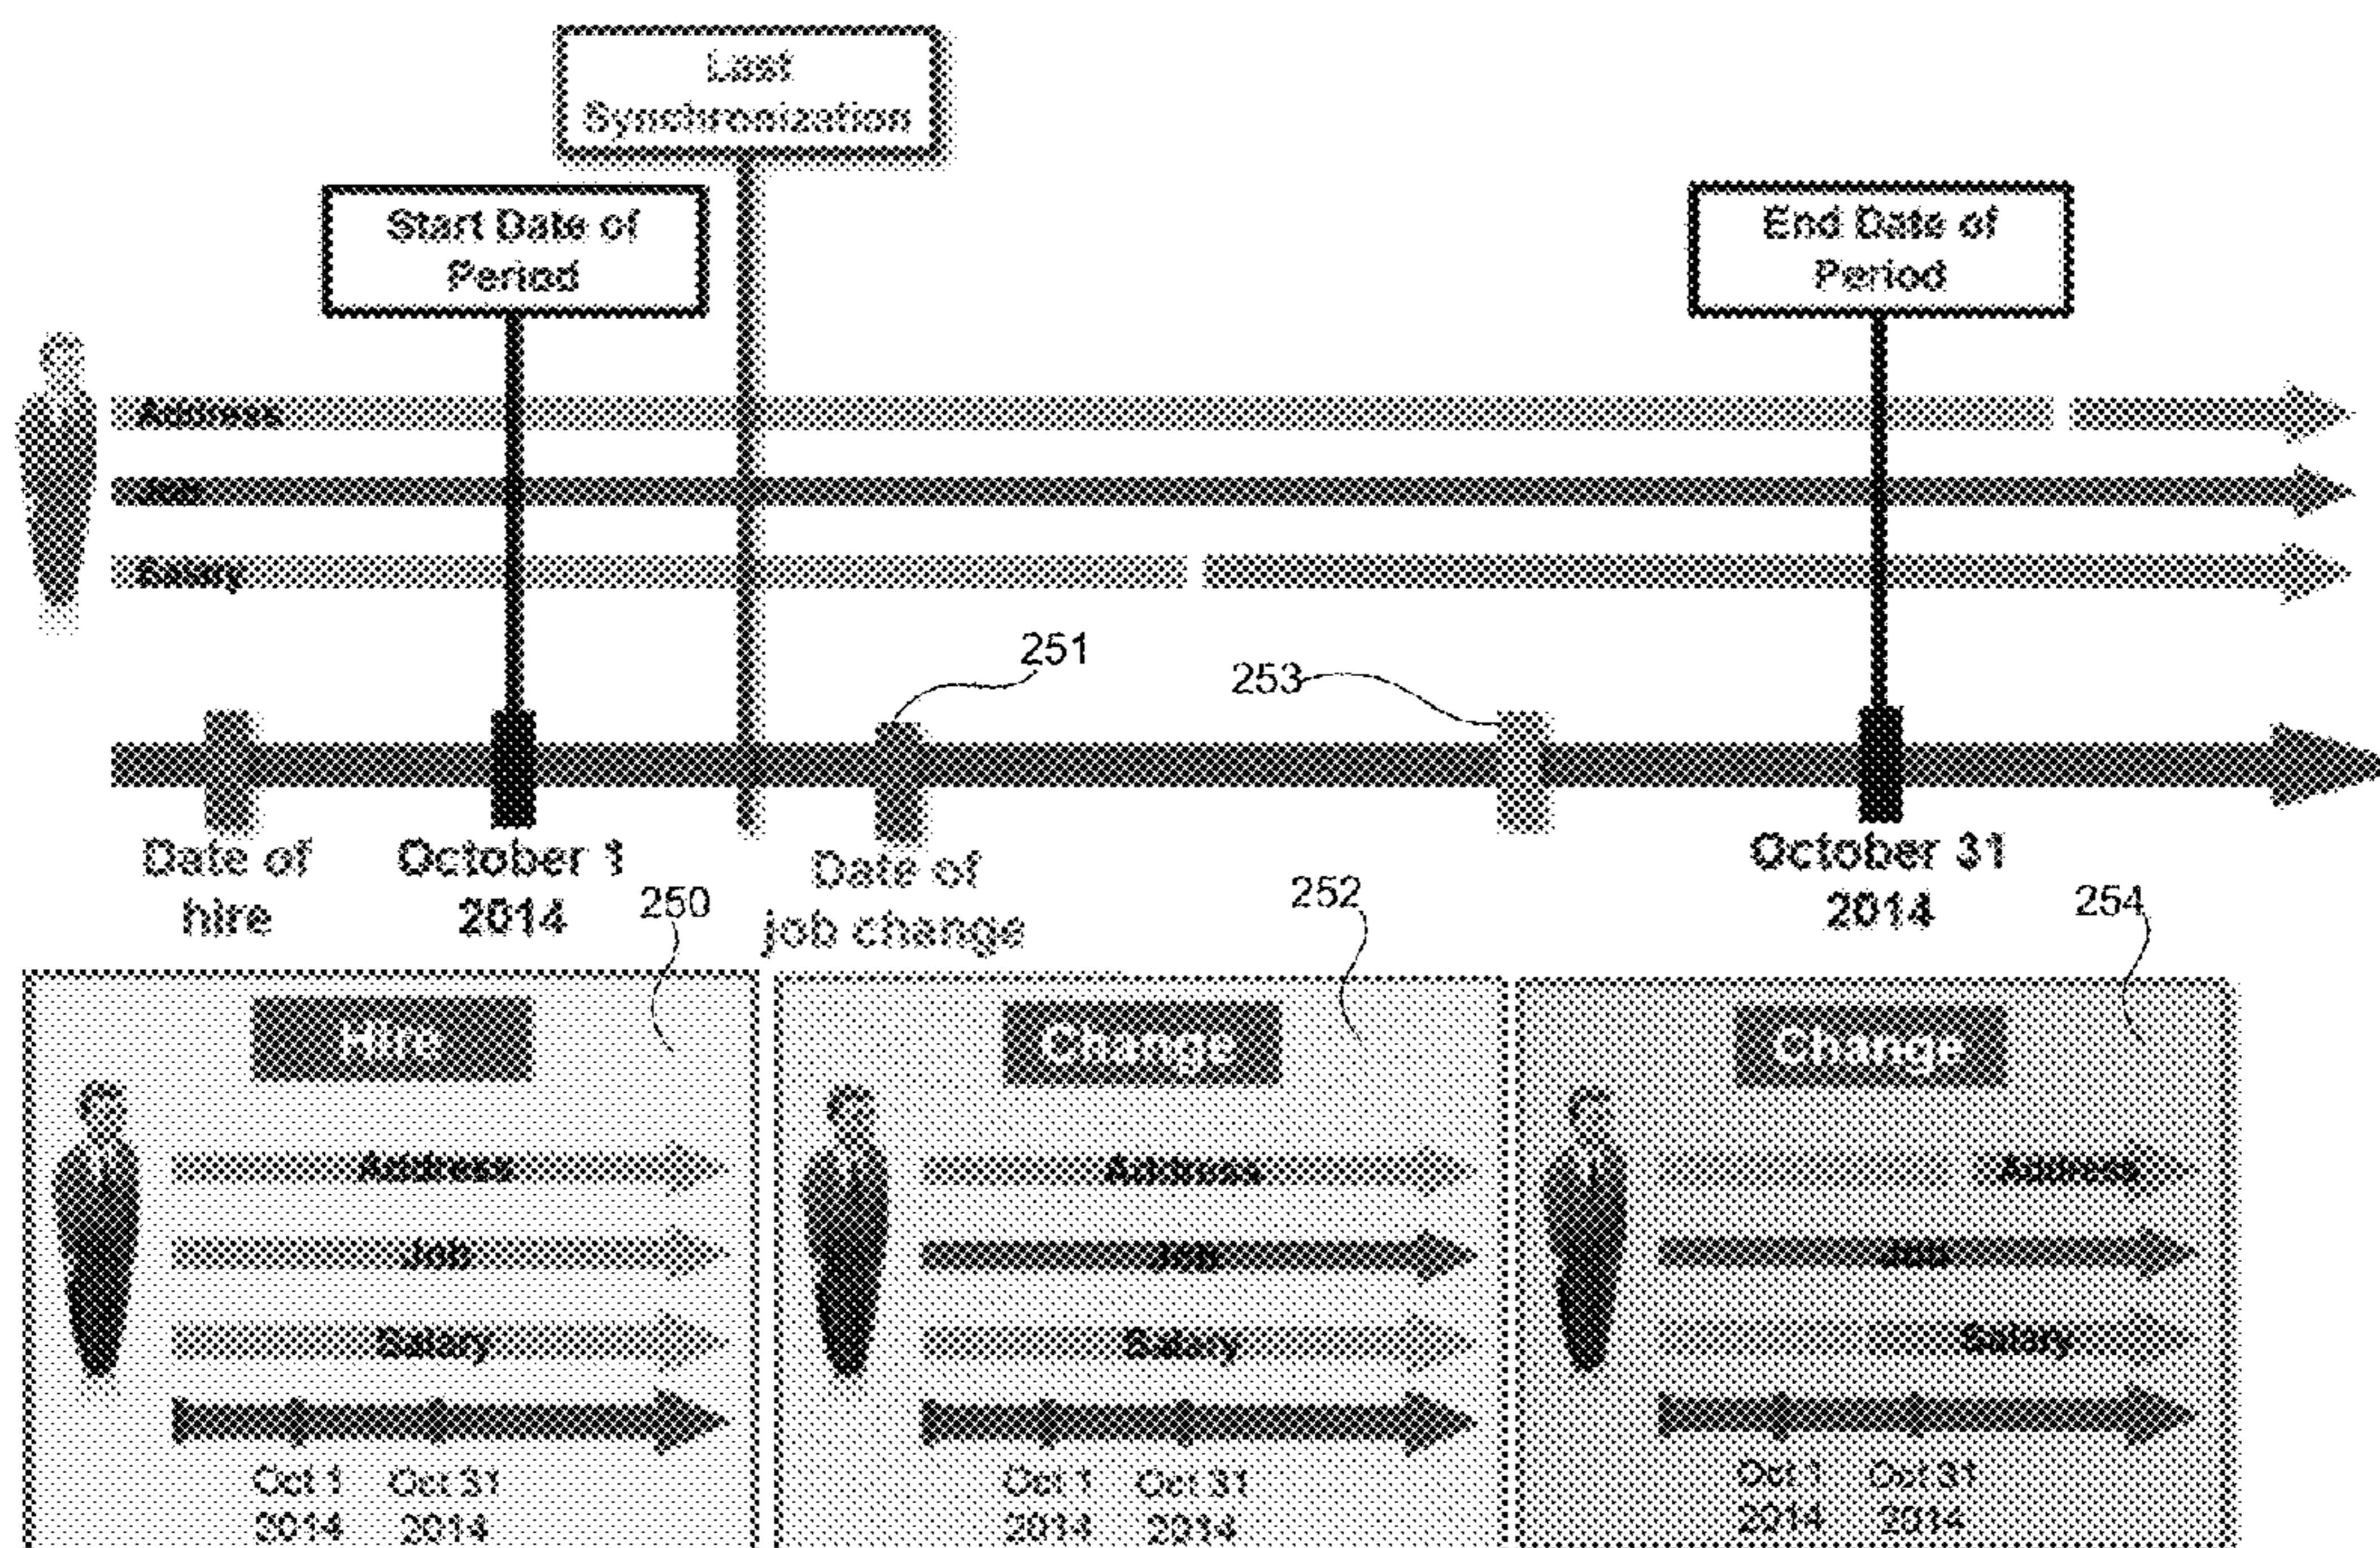 Last
Synchronization
Start Date of
Period
End Date of
Period
Address
Job
Salary
251
253
Date of
hire
October 1
2014
Date of
job change
October 31
2014
250
252
254
Hire
Address
Job
Salary
Oct 1
2014
Oct 31
2014
Change
Address
Job
Salary
Oct 1
2014
Oct 31
2014
Change
Address
Job
Salary
Oct 1
2014
Oct 31
2014